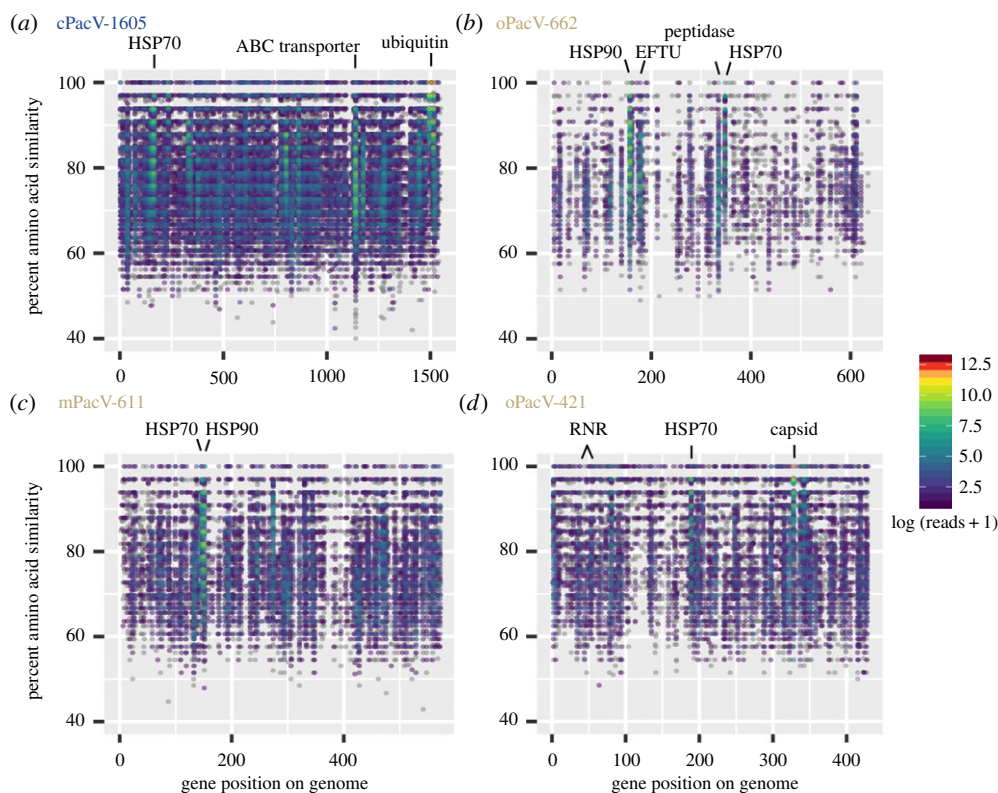 (a) cPacV-1605
HSP70 ABC transporter ubiquitin
percent amino acid similarity
100
80
60
40
0 500 1000 1500
(b) oPacV-662
peptidase
HSP90 EFTU HSP70
100
80
60
40
0 200 400 600
(c) mPacV-611
HSP70 HSP90
percent amino acid similarity
100
80
60
40
0 200 400
gene position on genome
(d) oPacV-421
RNR HSP70 capsid
100
80
60
40
0 100 200 300 400
gene position on genome
12.5
10.0
7.5
5.0
2.5
log (reads + 1)